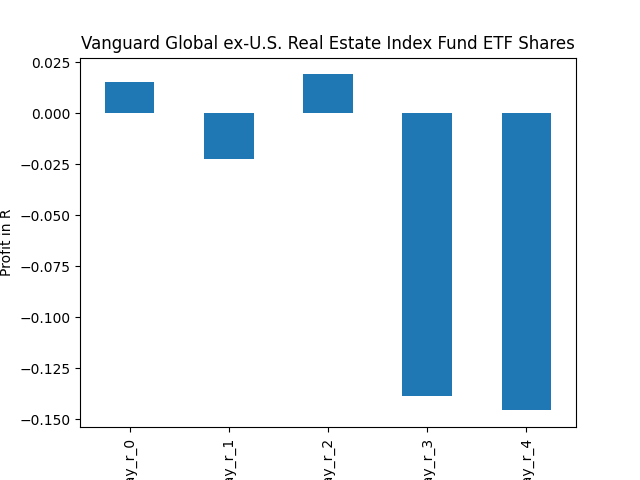 Vanguard Global ex-U.S. Real Estate Index Fund ETF Shares
Profit in R
0.025
0.000
−0.025
−0.050
−0.075
−0.100
−0.125
−0.150
ay_r_0
ay_r_1
ay_r_2
ay_r_3
ay_r_4